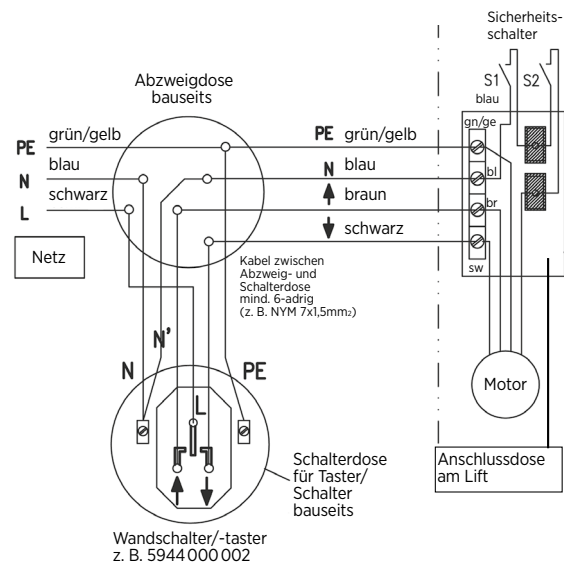 Sicherheits-
schalter
S1
S2
blau
Abzweigdose
bauseits
gn/ge
PE
grün/gelb
PE
grün/gelb
N
blau
N
blau
bl
L
schwarz
braun
br
schwarz
sw
Netz
Kabel zwischen
Abzweig- und
Schalterdose
mind. 6-adrig
(z. B. NYM 7x1,5mm₂)
N'
N
PE
L
Motor
Schalterdose
für Taster/
Schalter
bauseits
Anschlussdose
am Lift
Wandschalter/-taster
z. B. 5944 000 002